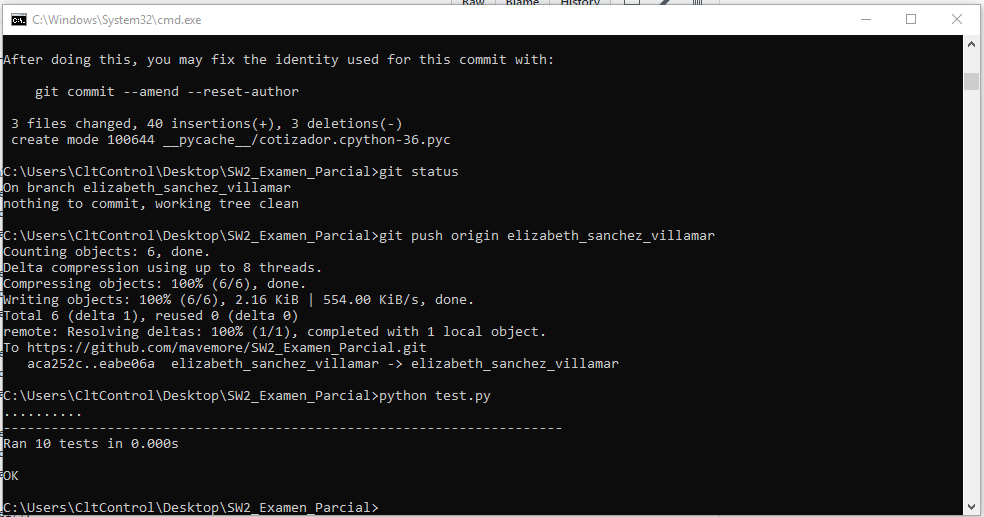 Raw Blame History
C:\Windows\System32\cmd.exe
After doing this, you may fix the identity used for this commit with:
git commit --amend --reset-author
3 files changed, 40 insertions(+), 3 deletions(-)
create mode 100644 __pycache__/cotizador.cpython-36.pyc
C:\Users\CltControl\Desktop\SW2_Examen_Parcial>git status
On branch elizabeth_sanchez_villamar
nothing to commit, working tree clean
C:\Users\CltControl\Desktop\SW2_Examen_Parcial>git push origin elizabeth_sanchez_villamar
Counting objects: 6, done.
Delta compression using up to 8 threads.
Compressing objects: 100% (6/6), done.
Writing objects: 100% (6/6), 2.16 KiB | 554.00 KiB/s, done.
Total 6 (delta 1), reused 0 (delta 0)
remote: Resolving deltas: 100% (1/1), completed with 1 local object.
To https://github.com/mavemore/SW2_Examen_Parcial.git
aca252c..eabe06a  elizabeth_sanchez_villamar -> elizabeth_sanchez_villamar
C:\Users\CltControl\Desktop\SW2_Examen_Parcial>python test.py
..........
----------------------------------------------------------------------
Ran 10 tests in 0.000s
OK
C:\Users\CltControl\Desktop\SW2_Examen_Parcial>